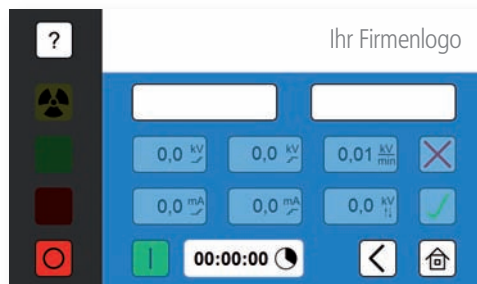 ?
Ihr Firmenlogo
0,0 kV 0,0 kV 0,01 kV/min
0,0 mA 0,0 mA 0,0 kV
00:00:00